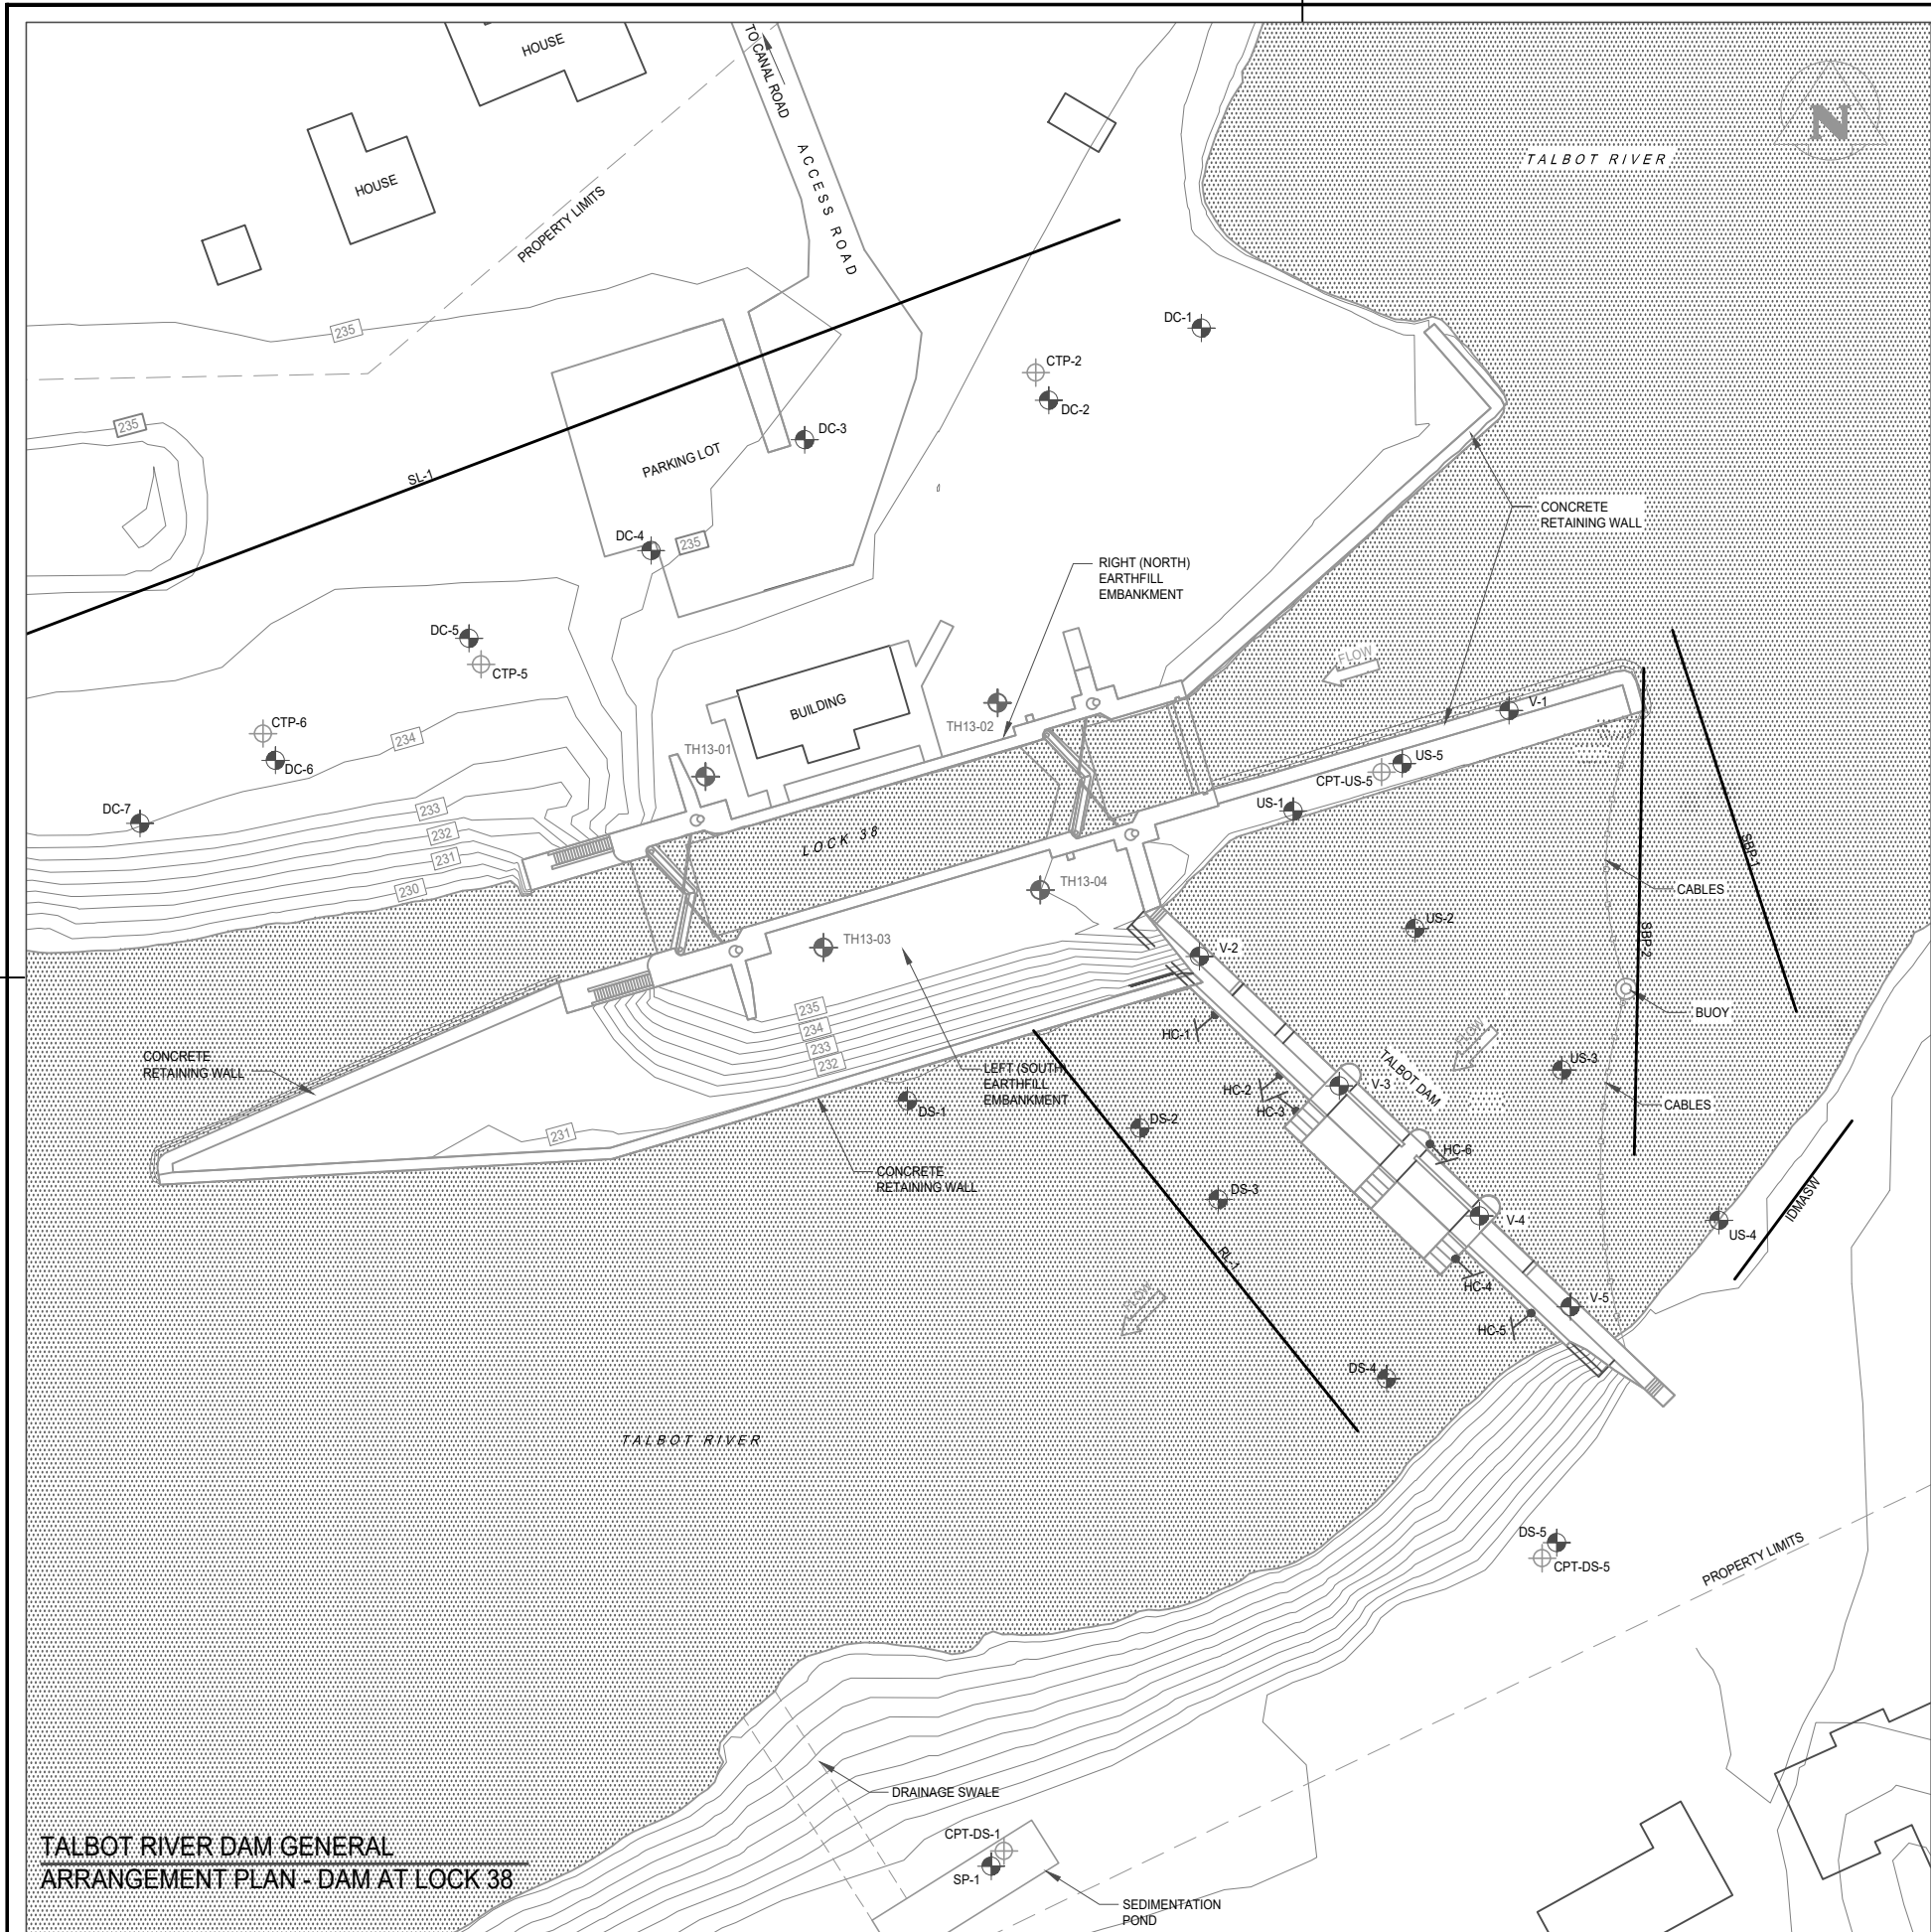 HOUSE
TO CANAL ROAD
ACCESS ROAD
N
TALBOT RIVER
HOUSE
PROPERTY LIMITS
235
DC-1
CTP-2
DC-2
235
DC-3
PARKING LOT
SL-1
CONCRETE
RETAINING WALL
DC-4
235
RIGHT (NORTH)
EARTHFILL
EMBANKMENT
DC-5
CTP-5
FLOW
BUILDING
V-1
CTP-6
TH13-02
234
TH13-01
DC-6
US-5
CPT-US-5
DC-7
233
US-1
232
LOCK 38
SBP-1
231
230
TH13-04
CABLES
US-2
SBP-2
TH13-03
V-2
235
234
233
232
BUOY
HC-1
FLOW
CONCRETE
RETAINING WALL
LEFT (SOUTH)
EARTHFILL
EMBANKMENT
TALBOT DAM
US-3
HC-2
V-3
HC-3
CABLES
DS-1
DS-2
231
HC-6
CONCRETE
RETAINING WALL
DS-3
IDMASW
V-4
US-4
RL-1
HC-4
FLOW
V-5
HC-5
DS-4
TALBOT RIVER
DS-5
CPT-DS-5
PROPERTY LIMITS
DRAINAGE SWALE
CPT-DS-1
SP-1
SEDIMENTATION
POND
TALBOT RIVER DAM GENERAL
ARRANGEMENT PLAN - DAM AT LOCK 38